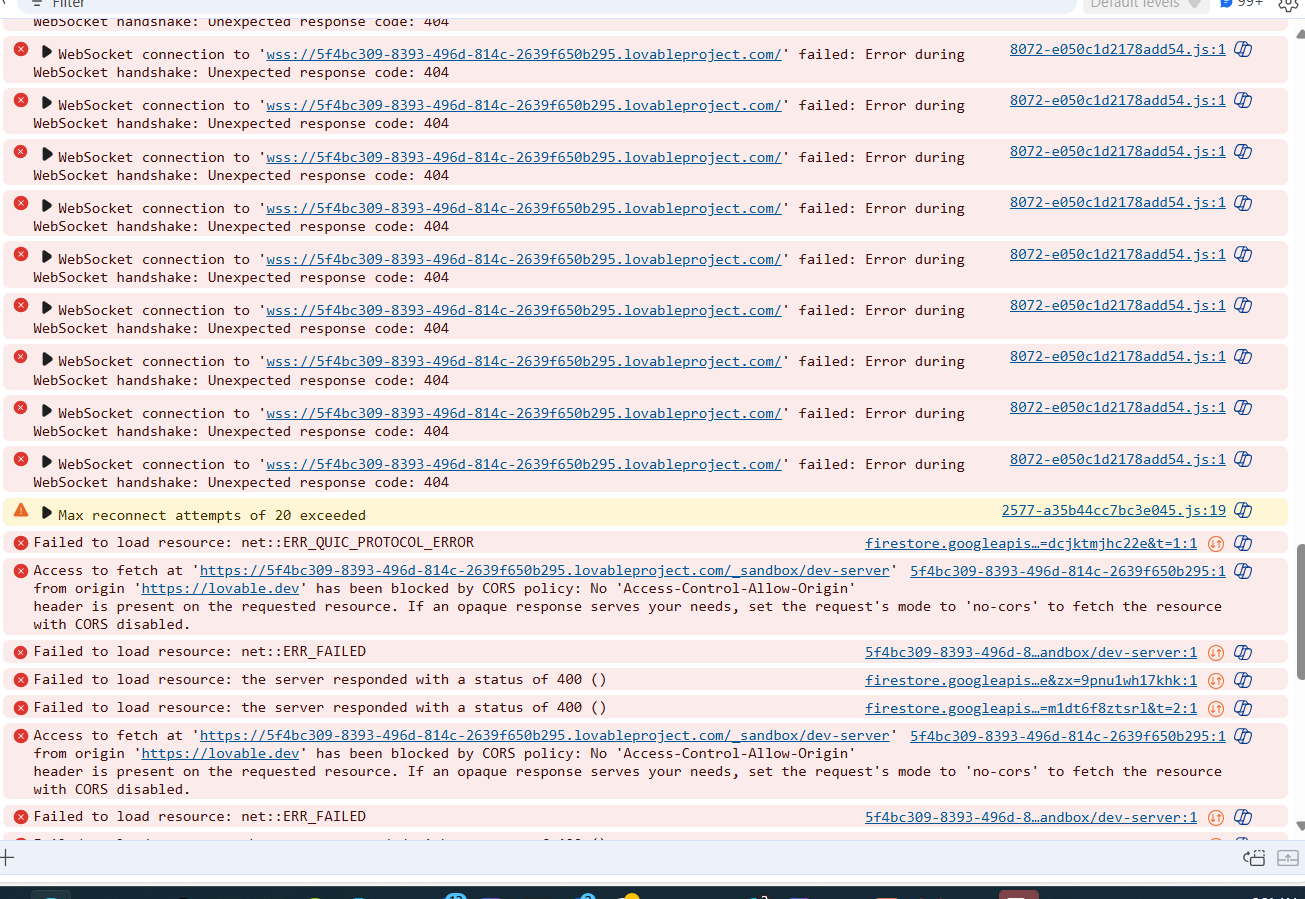 Filter
Default levels
99+
WebSocket handshake: Unexpected response code: 404
WebSocket connection to 'wss://5f4bc309-8393-496d-814c-2639f650b295.lovableproject.com/' failed: Error during 8072-e050c1d2178add54.js:1
WebSocket handshake: Unexpected response code: 404
WebSocket connection to 'wss://5f4bc309-8393-496d-814c-2639f650b295.lovableproject.com/' failed: Error during 8072-e050c1d2178add54.js:1
WebSocket handshake: Unexpected response code: 404
WebSocket connection to 'wss://5f4bc309-8393-496d-814c-2639f650b295.lovableproject.com/' failed: Error during 8072-e050c1d2178add54.js:1
WebSocket handshake: Unexpected response code: 404
WebSocket connection to 'wss://5f4bc309-8393-496d-814c-2639f650b295.lovableproject.com/' failed: Error during 8072-e050c1d2178add54.js:1
WebSocket handshake: Unexpected response code: 404
WebSocket connection to 'wss://5f4bc309-8393-496d-814c-2639f650b295.lovableproject.com/' failed: Error during 8072-e050c1d2178add54.js:1
WebSocket handshake: Unexpected response code: 404
WebSocket connection to 'wss://5f4bc309-8393-496d-814c-2639f650b295.lovableproject.com/' failed: Error during 8072-e050c1d2178add54.js:1
WebSocket handshake: Unexpected response code: 404
WebSocket connection to 'wss://5f4bc309-8393-496d-814c-2639f650b295.lovableproject.com/' failed: Error during 8072-e050c1d2178add54.js:1
WebSocket handshake: Unexpected response code: 404
WebSocket connection to 'wss://5f4bc309-8393-496d-814c-2639f650b295.lovableproject.com/' failed: Error during 8072-e050c1d2178add54.js:1
WebSocket handshake: Unexpected response code: 404
WebSocket connection to 'wss://5f4bc309-8393-496d-814c-2639f650b295.lovableproject.com/' failed: Error during 8072-e050c1d2178add54.js:1
WebSocket handshake: Unexpected response code: 404
Max reconnect attempts of 20 exceeded 2577-a35b44cc7bc3e045.js:19
Failed to load resource: net::ERR_QUIC_PROTOCOL_ERROR firestore.googleapis…=dcjktmjhc22e&t=1:1
Access to fetch at 'https://5f4bc309-8393-496d-814c-2639f650b295.lovableproject.com/_sandbox/dev-server' 5f4bc309-8393-496d-814c-2639f650b295:1
from origin 'https://lovable.dev' has been blocked by CORS policy: No 'Access-Control-Allow-Origin'
header is present on the requested resource. If an opaque response serves your needs, set the request's mode to 'no-cors' to fetch the resource
with CORS disabled.
Failed to load resource: net::ERR_FAILED 5f4bc309-8393-496d-8…andbox/dev-server:1
Failed to load resource: the server responded with a status of 400 () firestore.googleapis…e&zx=9pnu1wh17khk:1
Failed to load resource: the server responded with a status of 400 () firestore.googleapis…=m1dt6f8ztsrl&t=2:1
Access to fetch at 'https://5f4bc309-8393-496d-814c-2639f650b295.lovableproject.com/_sandbox/dev-server' 5f4bc309-8393-496d-814c-2639f650b295:1
from origin 'https://lovable.dev' has been blocked by CORS policy: No 'Access-Control-Allow-Origin'
header is present on the requested resource. If an opaque response serves your needs, set the request's mode to 'no-cors' to fetch the resource
with CORS disabled.
Failed to load resource: net::ERR_FAILED 5f4bc309-8393-496d-8…andbox/dev-server:1